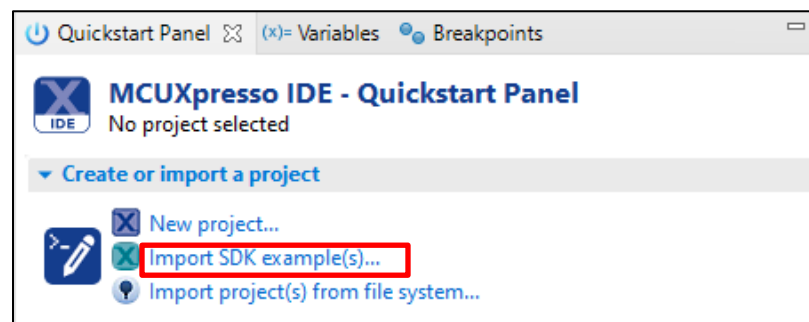 Quickstart Panel (x)= Variables Breakpoints
X
IDE
MCUXpresso IDE - Quickstart Panel
No project selected
Create or import a project
X New project...
>- X Import SDK example(s)...
Import project(s) from file system...